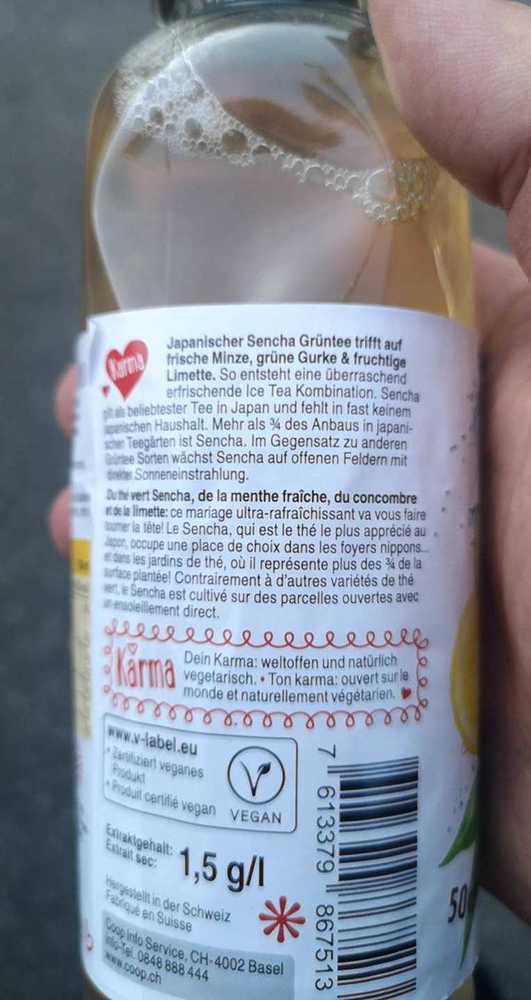 Karma
Japanischer Sencha Grüntee trifft auf
frische Minze, grüne Gurke & fruchtige
Limette. So entsteht eine überraschend
erfrischende Ice Tea Kombination. Sencha
gilt als beliebtester Tee in Japan und fehlt in fast keinem
japanischen Haushalt. Mehr als ¾ des Anbaus in japani-
schen Teegärten ist Sencha. Im Gegensatz zu anderen
Grüntee Sorten wächst Sencha auf offenen Feldern mit
direkter Sonneneinstrahlung.
Du thé vert Sencha, de la menthe fraîche, du concombre
et de la limette: ce mariage ultra-rafraîchissant va vous faire
tourner la tête! Le Sencha, qui est le thé le plus apprécié au
Japon, occupe une place de choix dans les foyers nippons...
et dans les jardins de thé, où il représente plus des ¾ de la
surface plantée! Contrairement à d'autres variétés de thé
vert, le Sencha est cultivé sur des parcelles ouvertes avec
un ensoleillement direct.
Karma
Dein Karma: weltoffen und natürlich
vegetarisch. • Ton karma: ouvert sur le
monde et naturellement végétarien.
www.v-label.eu
• Zertifiziert veganes
Produkt
• Produit certifié vegan
VEGAN
Extraktgehalt:
Extrait sec:
1,5 g/l
Hergestellt in der Schweiz
Fabriqué en Suisse
Coop Info Service, CH-4002 Basel
Info-Tel. 0848 888 444
www.coop.ch
7 613379 867513
50